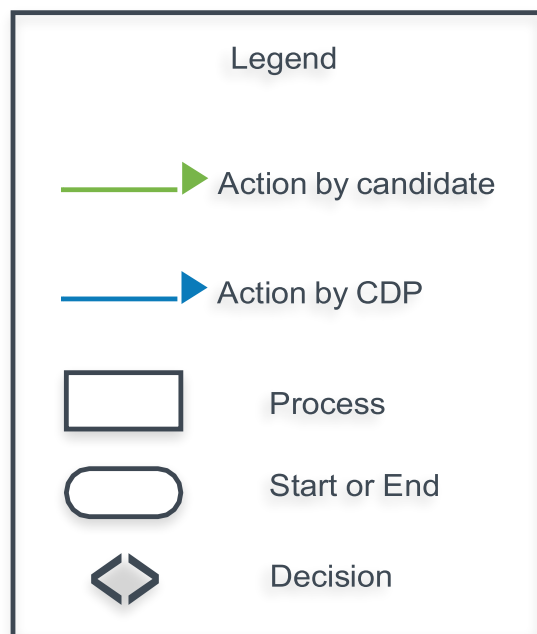 Legend
Action by candidate
Action by CDP
Process
Start or End
Decision